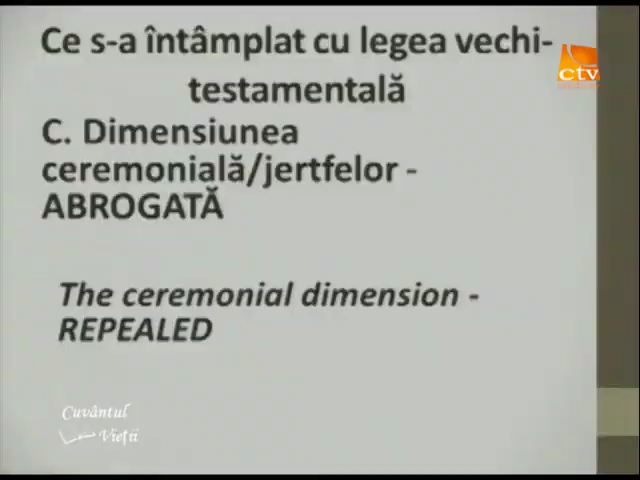 Ce s-a întâmplat cu legea vechi-
testamentală
C. Dimensiunea
ceremonială/jertfelor -
ABROGATĂ
The ceremonial dimension -
REPEALED
Cuvântul
Vieții
ctv